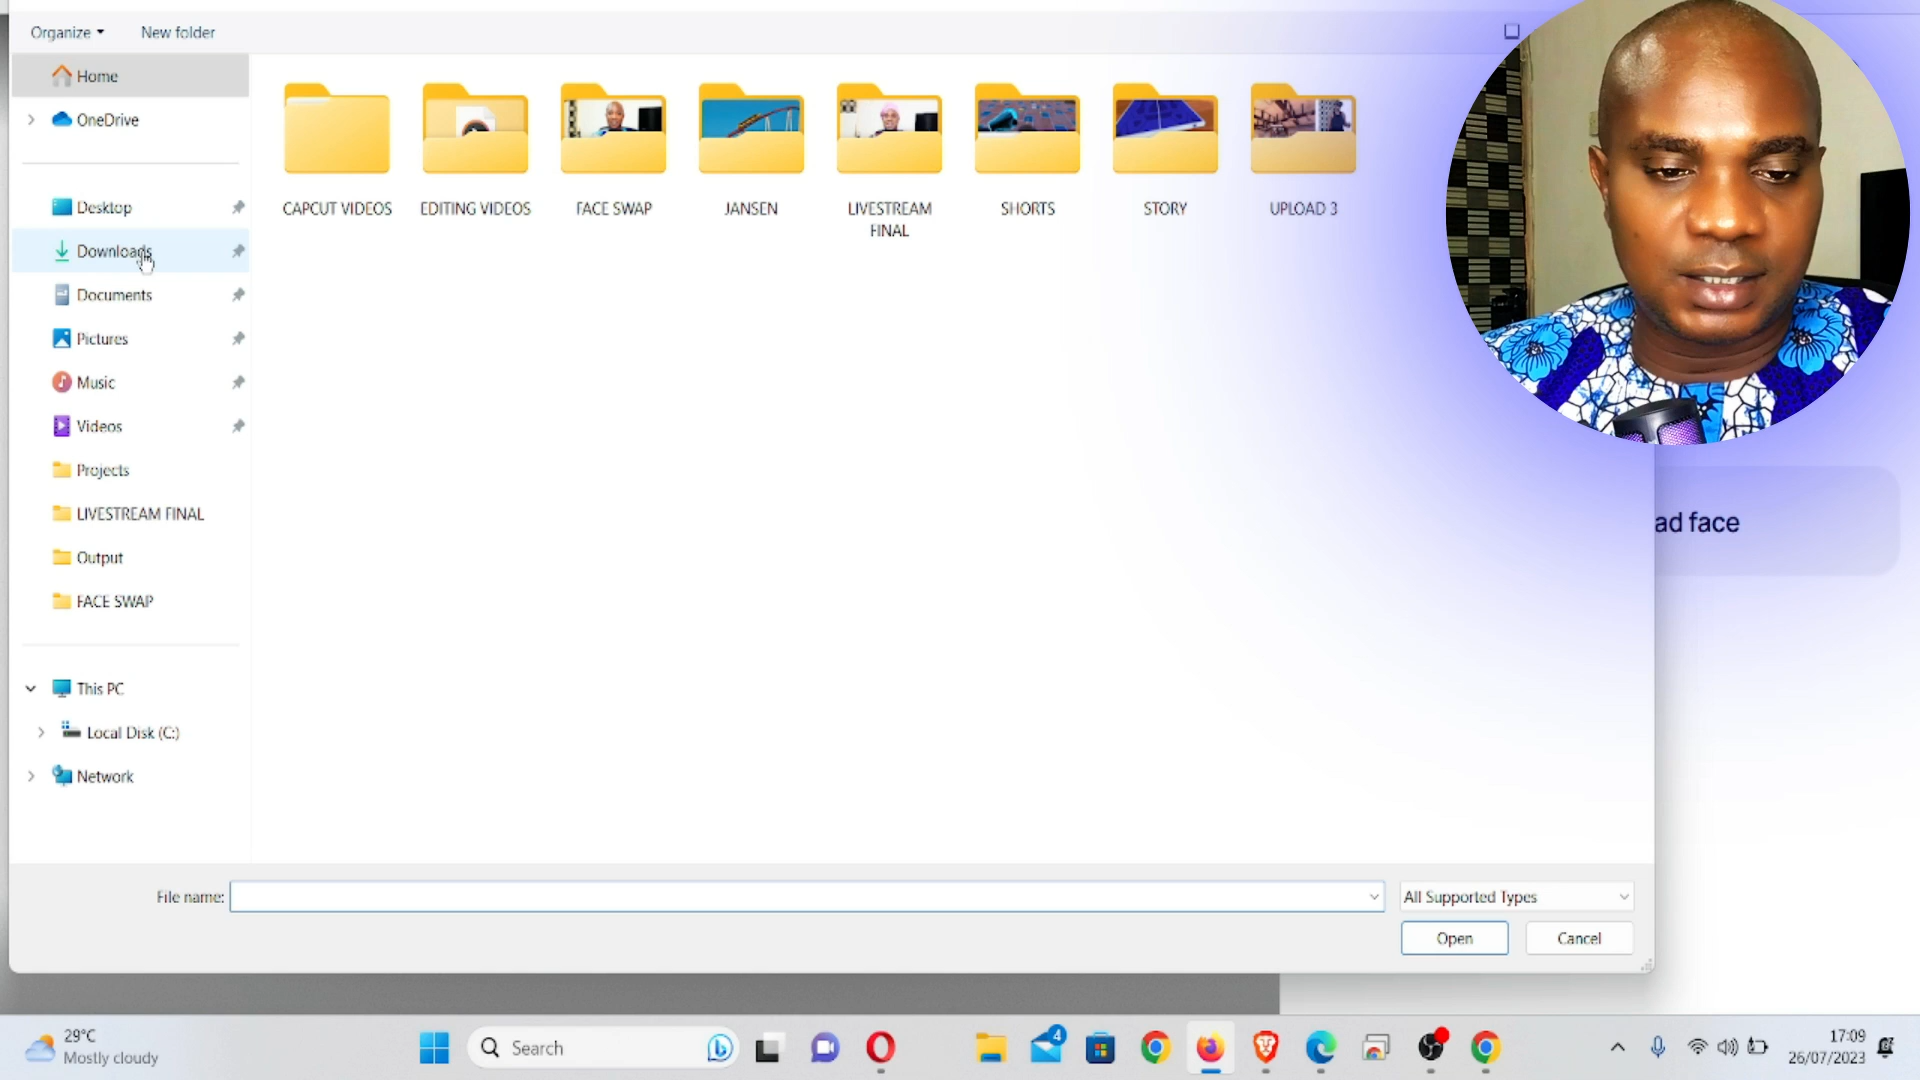 Organize
New folder
Home
OneDrive
Desktop
Downloads
Documents
Pictures
Music
Videos
Projects
LIVESTREAM FINAL
Output
FACE SWAP
This PC
Local Disk (C:)
Network
CAPCUT VIDEOS
EDITING VIDEOS
FACE SWAP
JANSEN
LIVESTREAM
FINAL
SHORTS
STORY
UPLOAD 3
ad face
File name:
All Supported Types
Open
Cancel
29°C
Mostly cloudy
Search
4
17:09
26/07/2023